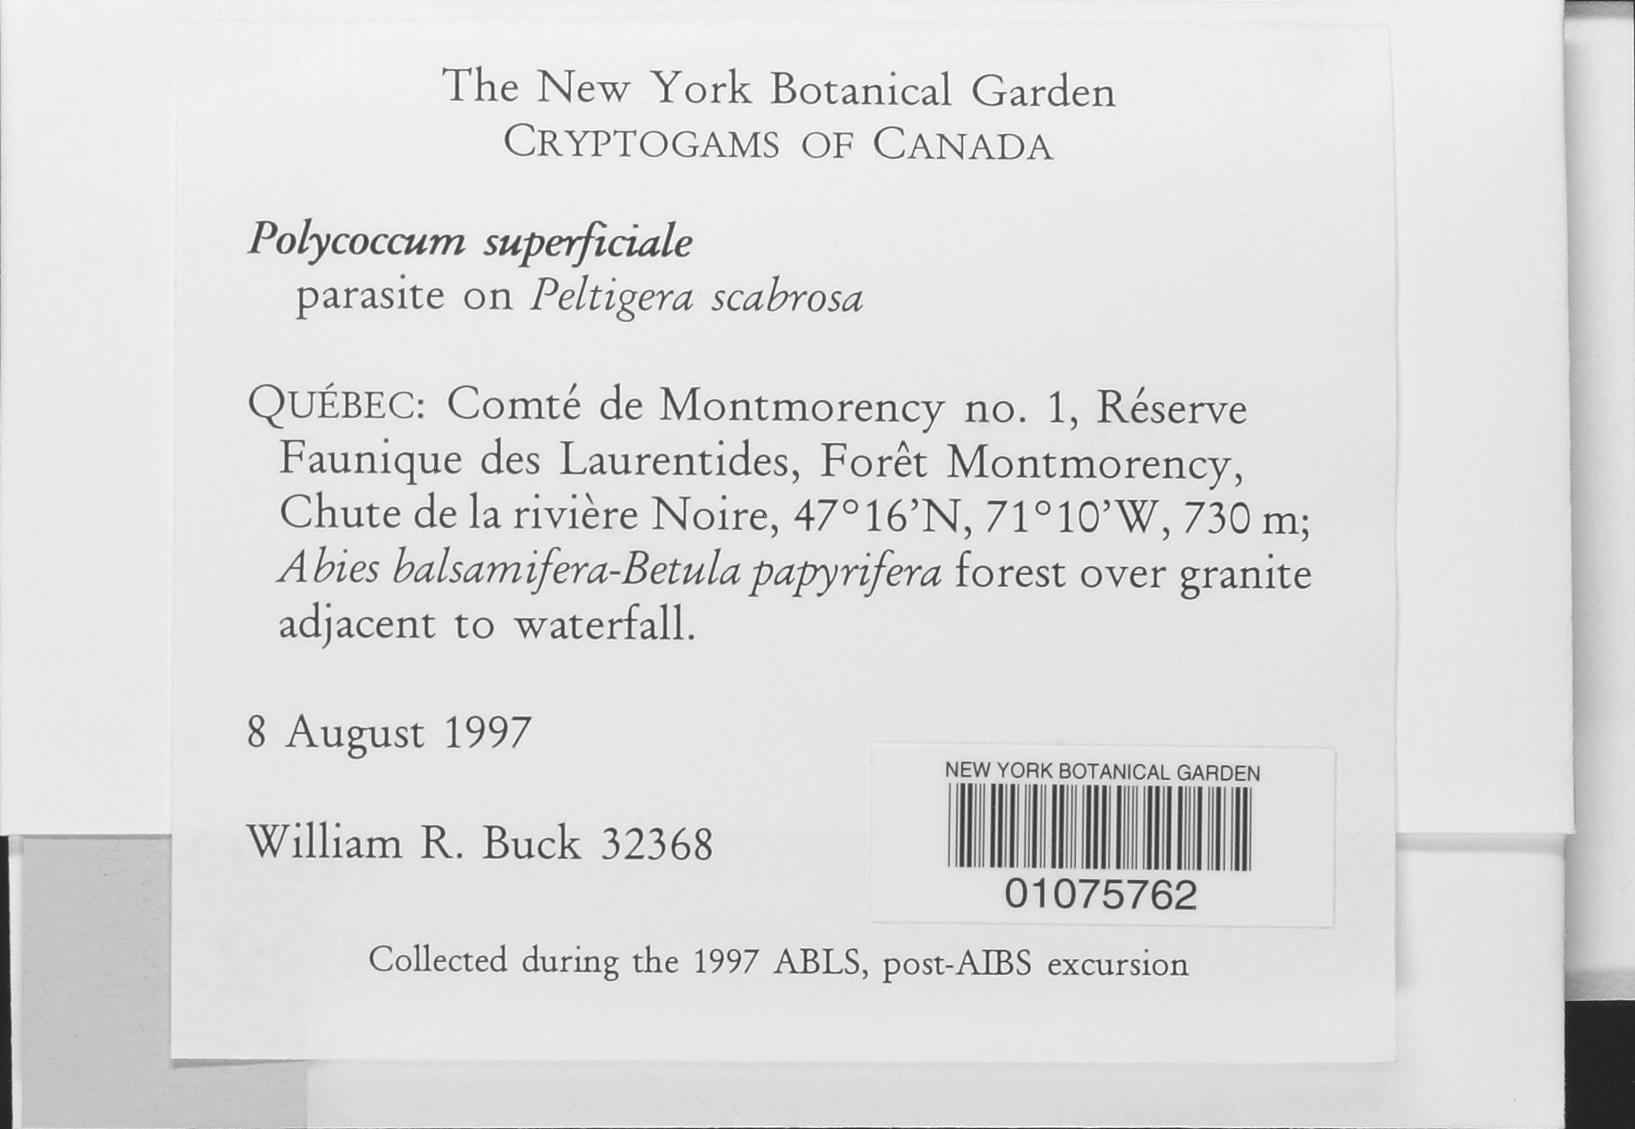 The New York Botanical Garden
CRYPTOGAMS OF CANADA
Polycoccum superficiale
parasite on Peltigera scabrosa
QUÉBEC: Comté de Montmorency no. 1, Réserve
Faunique des Laurentides, Forêt Montmorency,
Chute de la rivière Noire, 47°16’N, 71°10’W, 730 m;
Abies balsamifera-Betula papyrifera forest over granite
adjacent to waterfall.
8 August 1997
William R. Buck 32368
NEW YORK BOTANICAL GARDEN
01075762
Collected during the 1997 ABLS, post-AIBS excursion